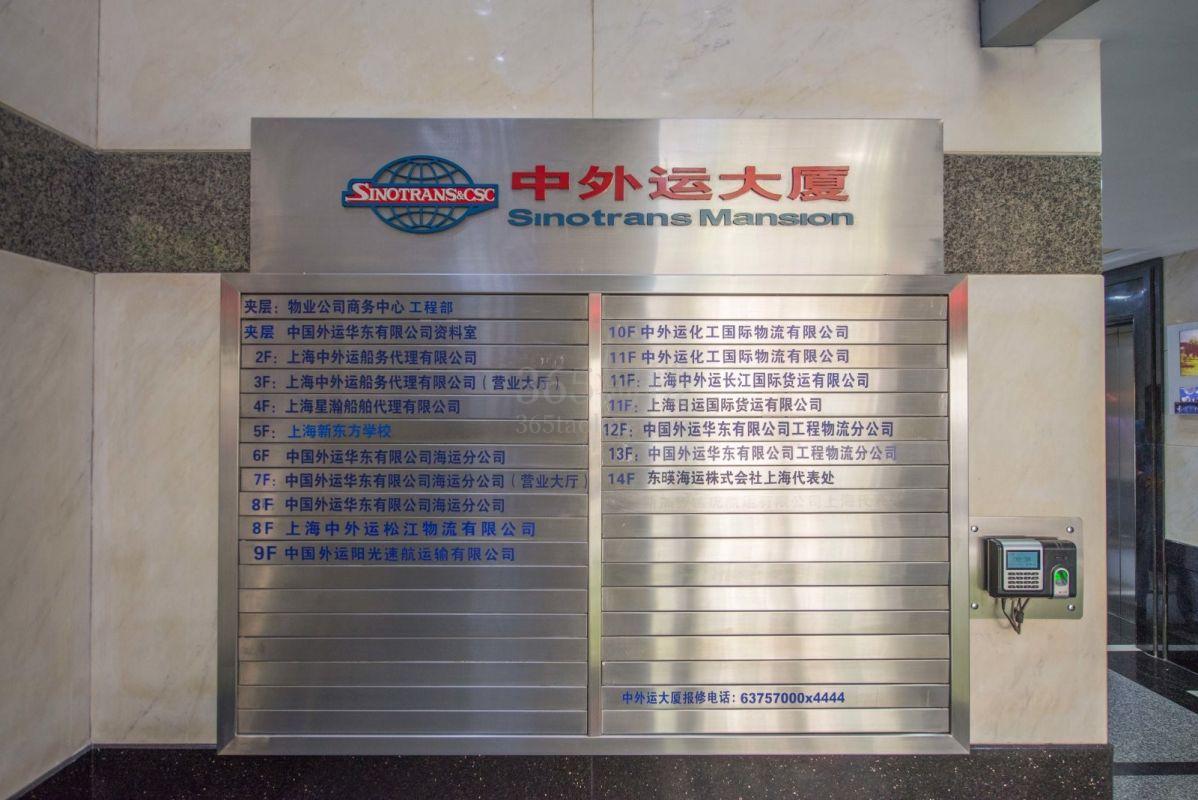 SINOTRANS&CSC
中外运大厦
Sinotrans Mansion
夹层：物业公司商务中心 工程部
夹层 中国外运华东有限公司资料室
2F：上海中外运船务代理有限公司
3F：上海中外运船务代理有限公司（营业大厅）
4F：上海星瀚船舶代理有限公司
5F：上海新东方学校
6F 中国外运华东有限公司海运分公司
7F：中国外运华东有限公司海运分公司（营业大厅）
8F 中国外运华东有限公司海运分公司
8F 上海中外运松江物流有限公司
9F 中国外运阳光速航运输有限公司
10F 中外运化工国际物流有限公司
11F 中外运化工国际物流有限公司
11F：上海中外运长江国际货运有限公司
11F：上海日运国际货运有限公司
12F：中国外运华东有限公司工程物流分公司
13F：中国外运华东有限公司工程物流分公司
14F 东暎海运株式会社上海代表处
中外运大厦报修电话：63757000x4444